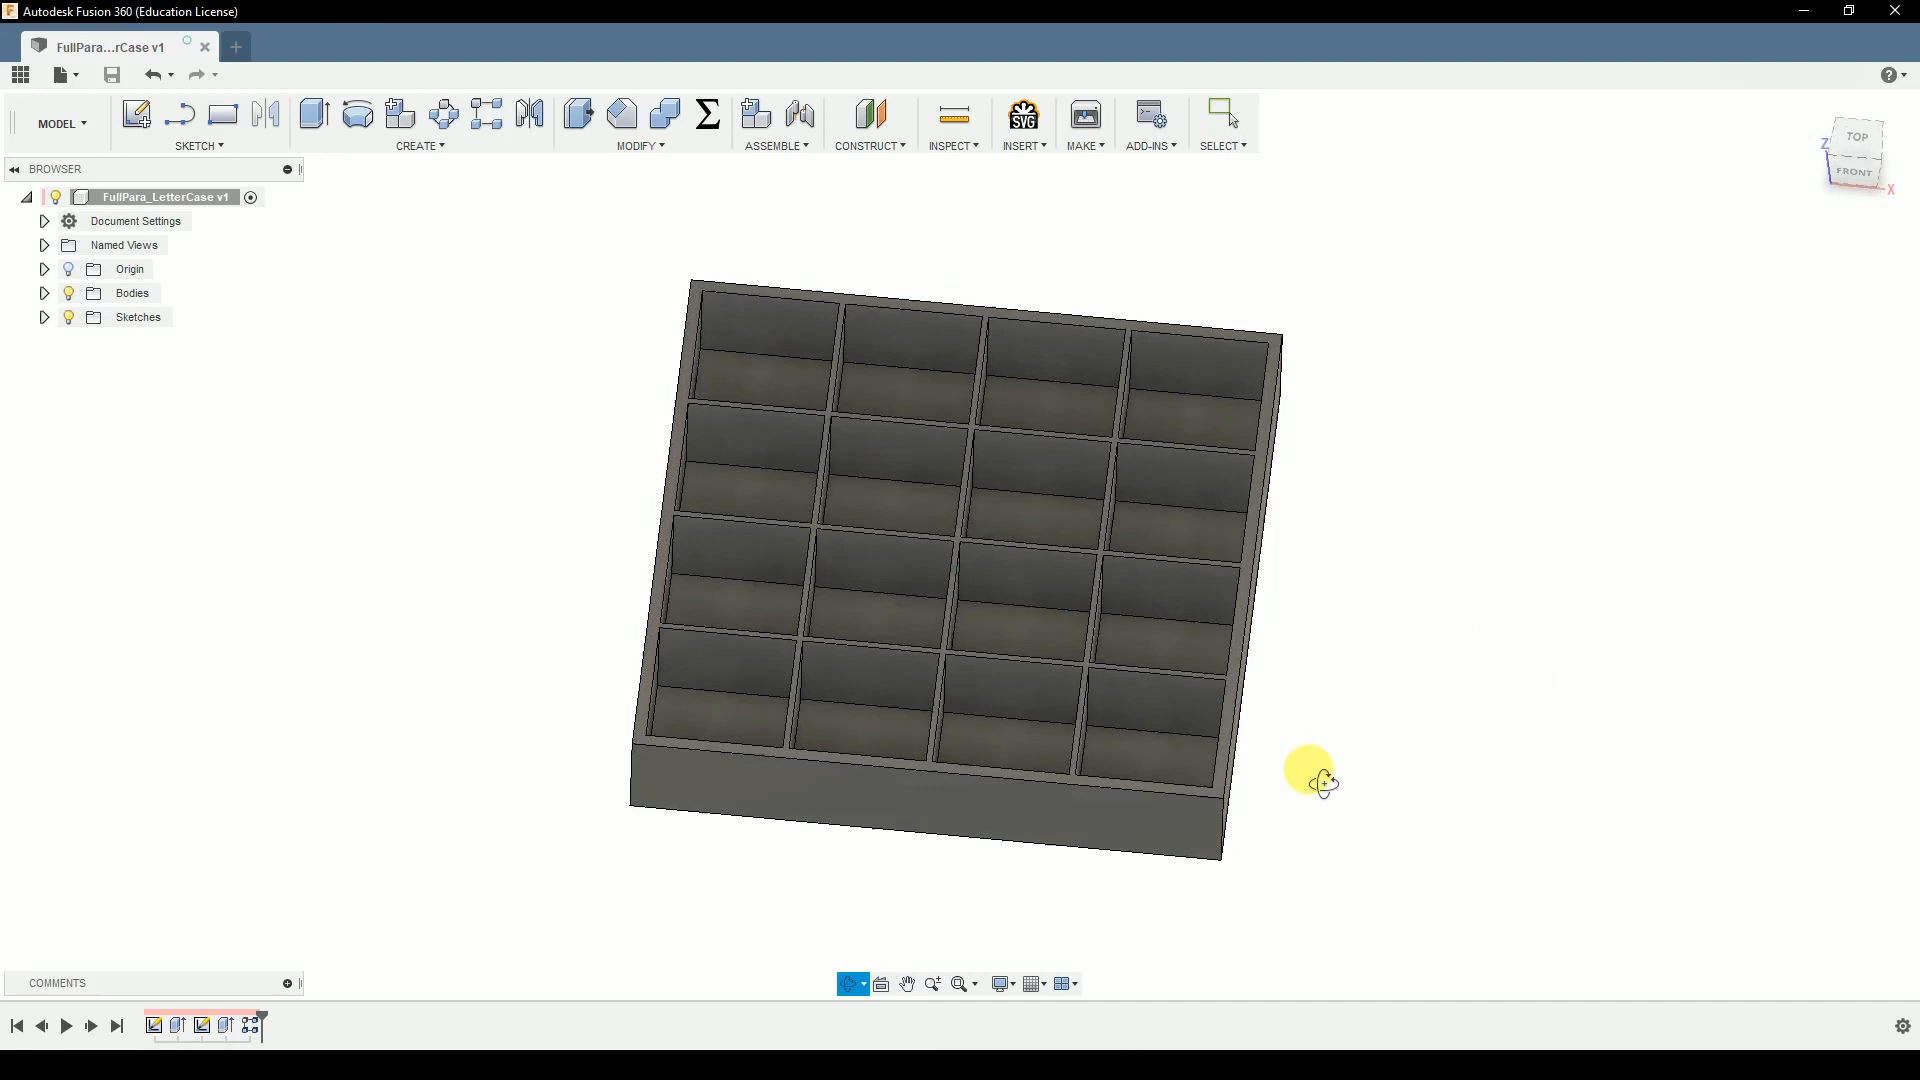 Autodesk Fusion 360 (Education License)
FullPara...rCase v1
MODEL
SKETCH
CREATE
MODIFY
ASSEMBLE
CONSTRUCT
INSPECT
SVG
INSERT
MAKE
ADD-INS
SELECT
BROWSER
FullPara_LetterCase v1
Document Settings
Named Views
Origin
Bodies
Sketches
TOP
FRONT
Z
X
COMMENTS